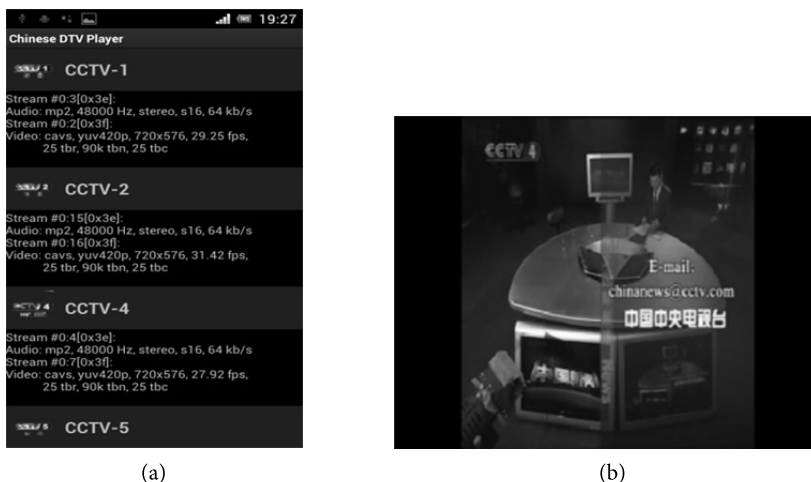 19:27
Chinese DTV Player
CCTV-1
Stream #0:3[0x3e]:
Audio: mp2, 48000 Hz, stereo, s16, 64 kb/s
Stream #0:2[0x3f]:
Video: cavs, yuv420p, 720x576, 29.25 fps,
25 tbr, 90k tbn, 25 tbc
CCTV-2
Stream #0:15[0x3e]:
Audio: mp2, 48000 Hz, stereo, s16, 64 kb/s
Stream #0:16[0x3f]:
Video: cavs, yuv420p, 720x576, 31.42 fps,
25 tbr, 90k tbn, 25 tbc
CCTV-4
Stream #0:4[0x3e]:
Audio: mp2, 48000 Hz, stereo, s16, 64 kb/s
Stream #0:7[0x3f]:
Video: cavs, yuv420p, 720x576, 27.92 fps,
25 tbr, 90k tbn, 25 tbc
CCTV-5
(a)
CCTV 4
E-mail:
chinanews@cctv.com
中国中央电视台
中国
News
(b)